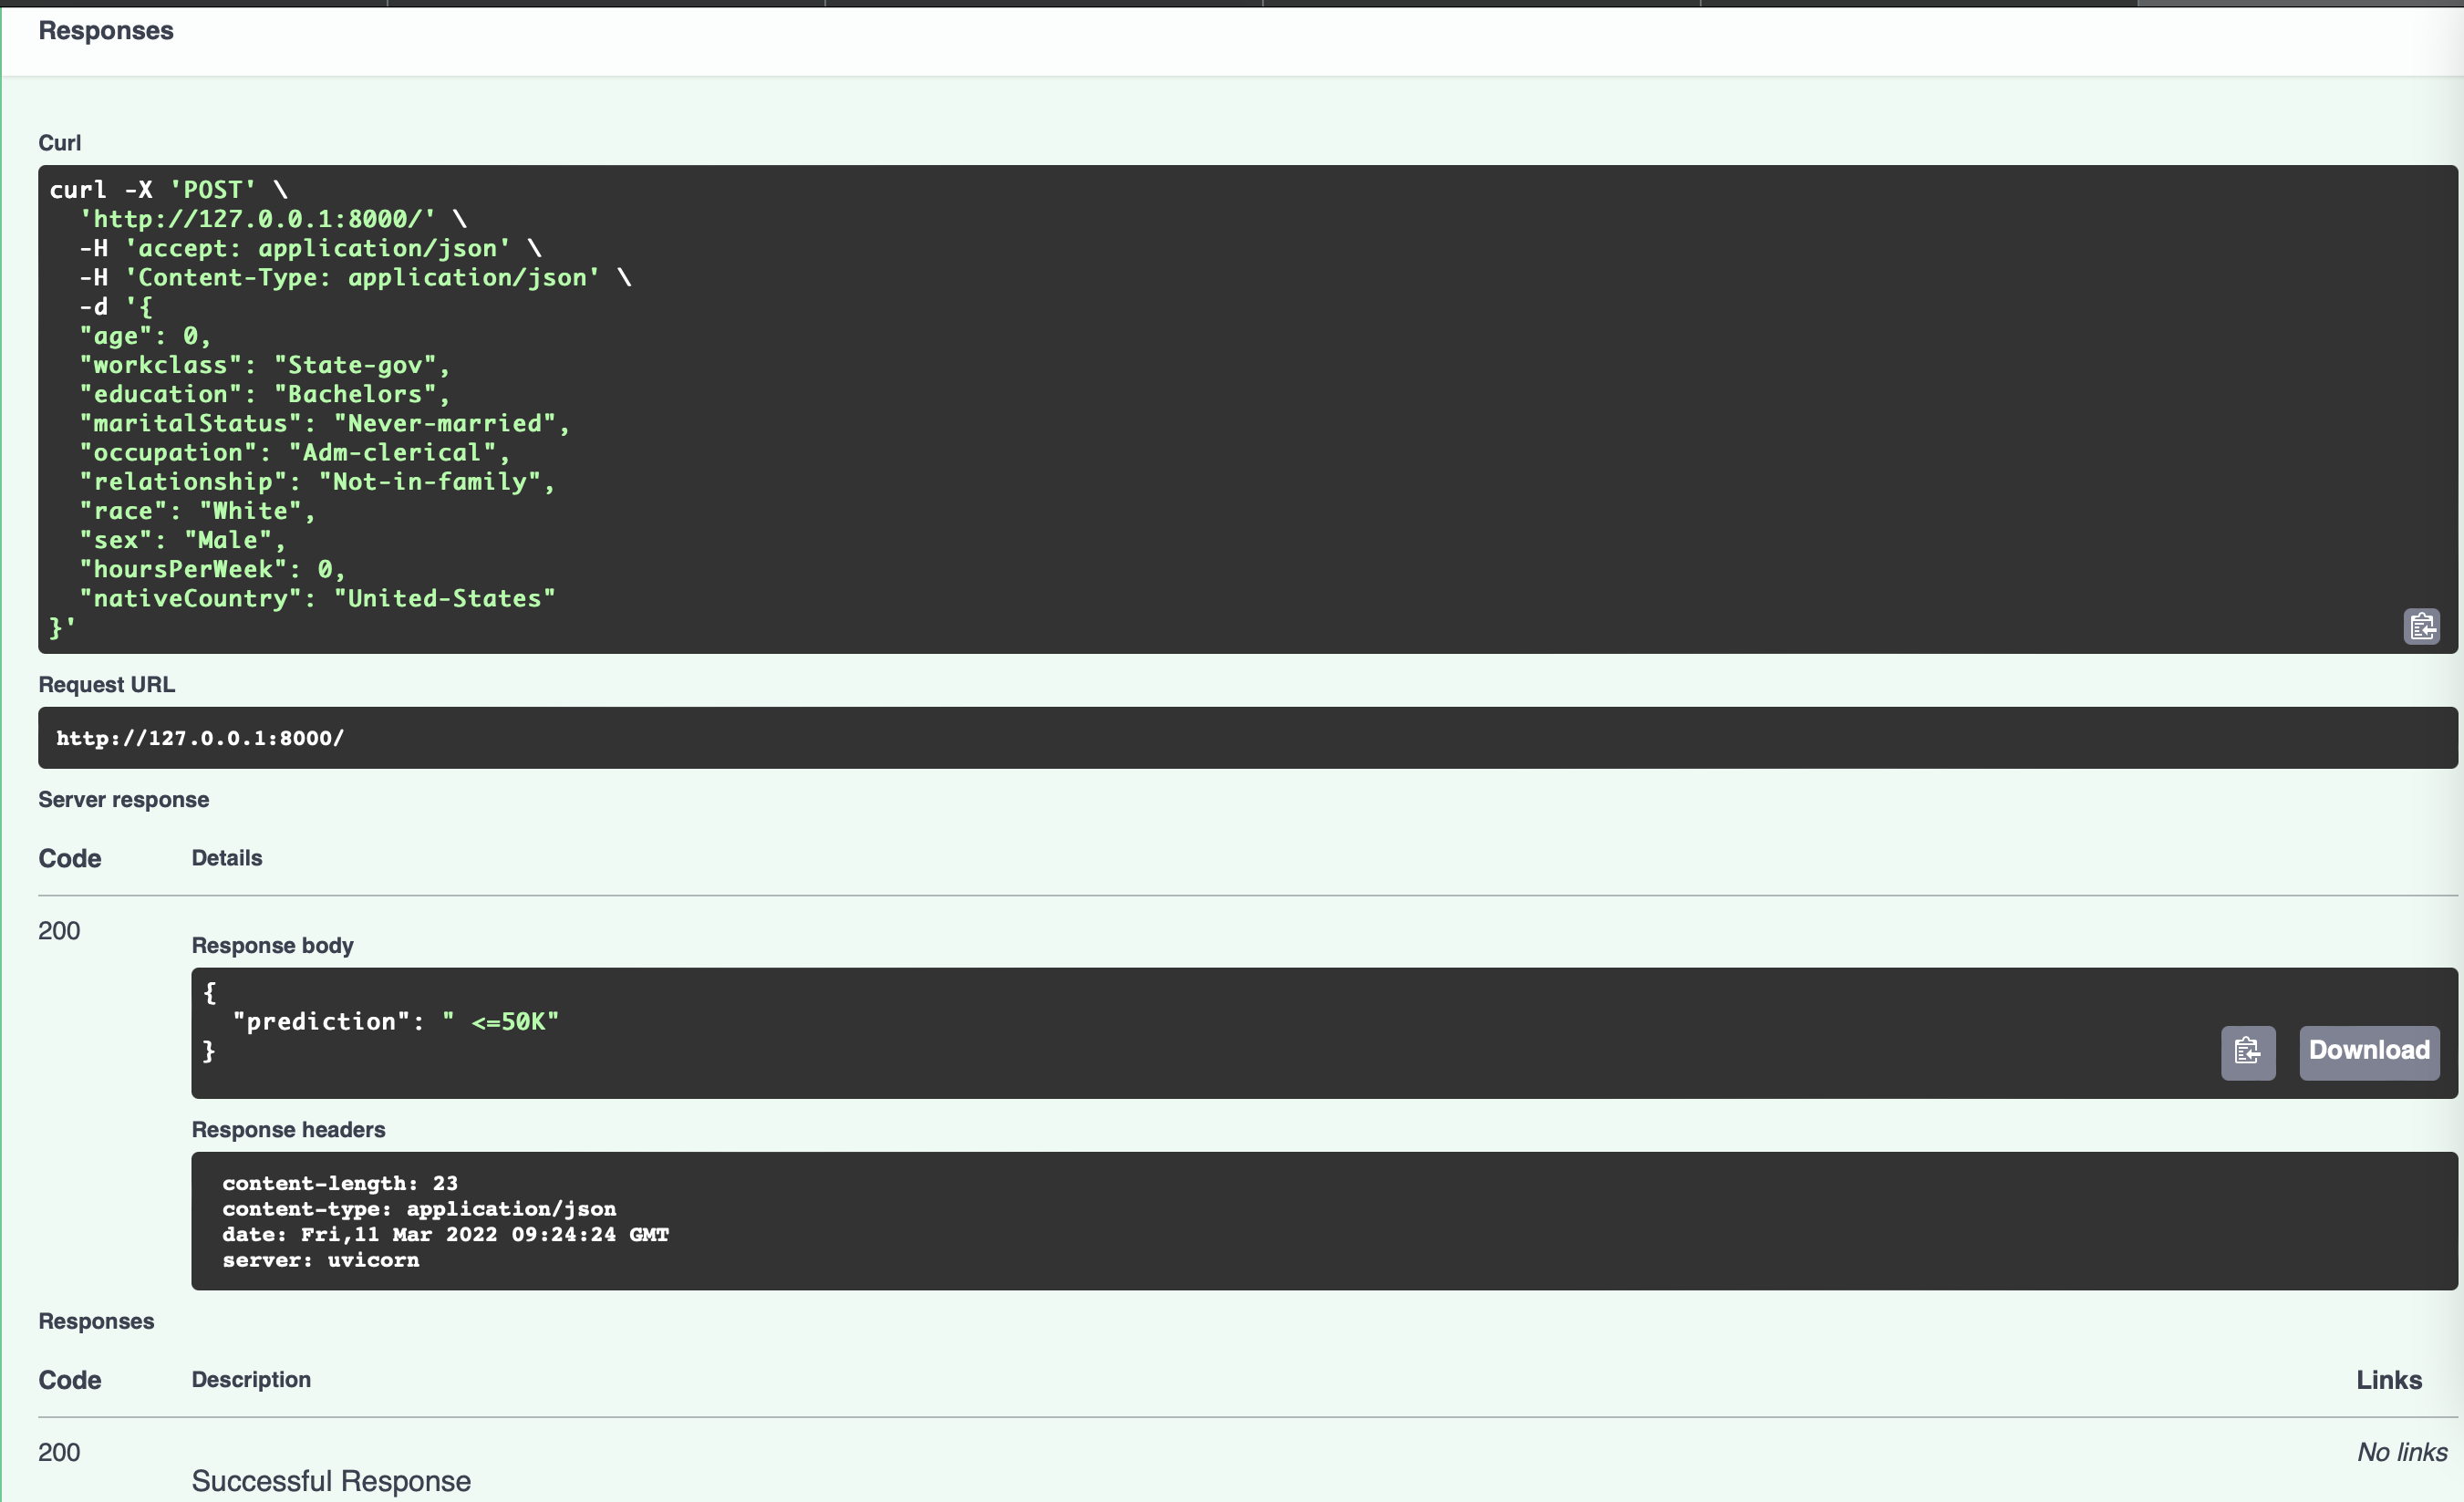 Responses
Curl
curl -X 'POST' \
  'http://127.0.0.1:8000/' \
  -H 'accept: application/json' \
  -H 'Content-Type: application/json' \
  -d '{
  "age": 0,
  "workclass": "State-gov",
  "education": "Bachelors",
  "maritalStatus": "Never-married",
  "occupation": "Adm-clerical",
  "relationship": "Not-in-family",
  "race": "White",
  "sex": "Male",
  "hoursPerWeek": 0,
  "nativeCountry": "United-States"
}'
Request URL
http://127.0.0.1:8000/
Server response
Code Details
200
Response body
{
  "prediction": " <=50K"
}
Download
Response headers
content-length: 23
content-type: application/json
date: Fri,11 Mar 2022 09:24:24 GMT
server: uvicorn
Responses
Code Description Links
200 No links
Successful Response